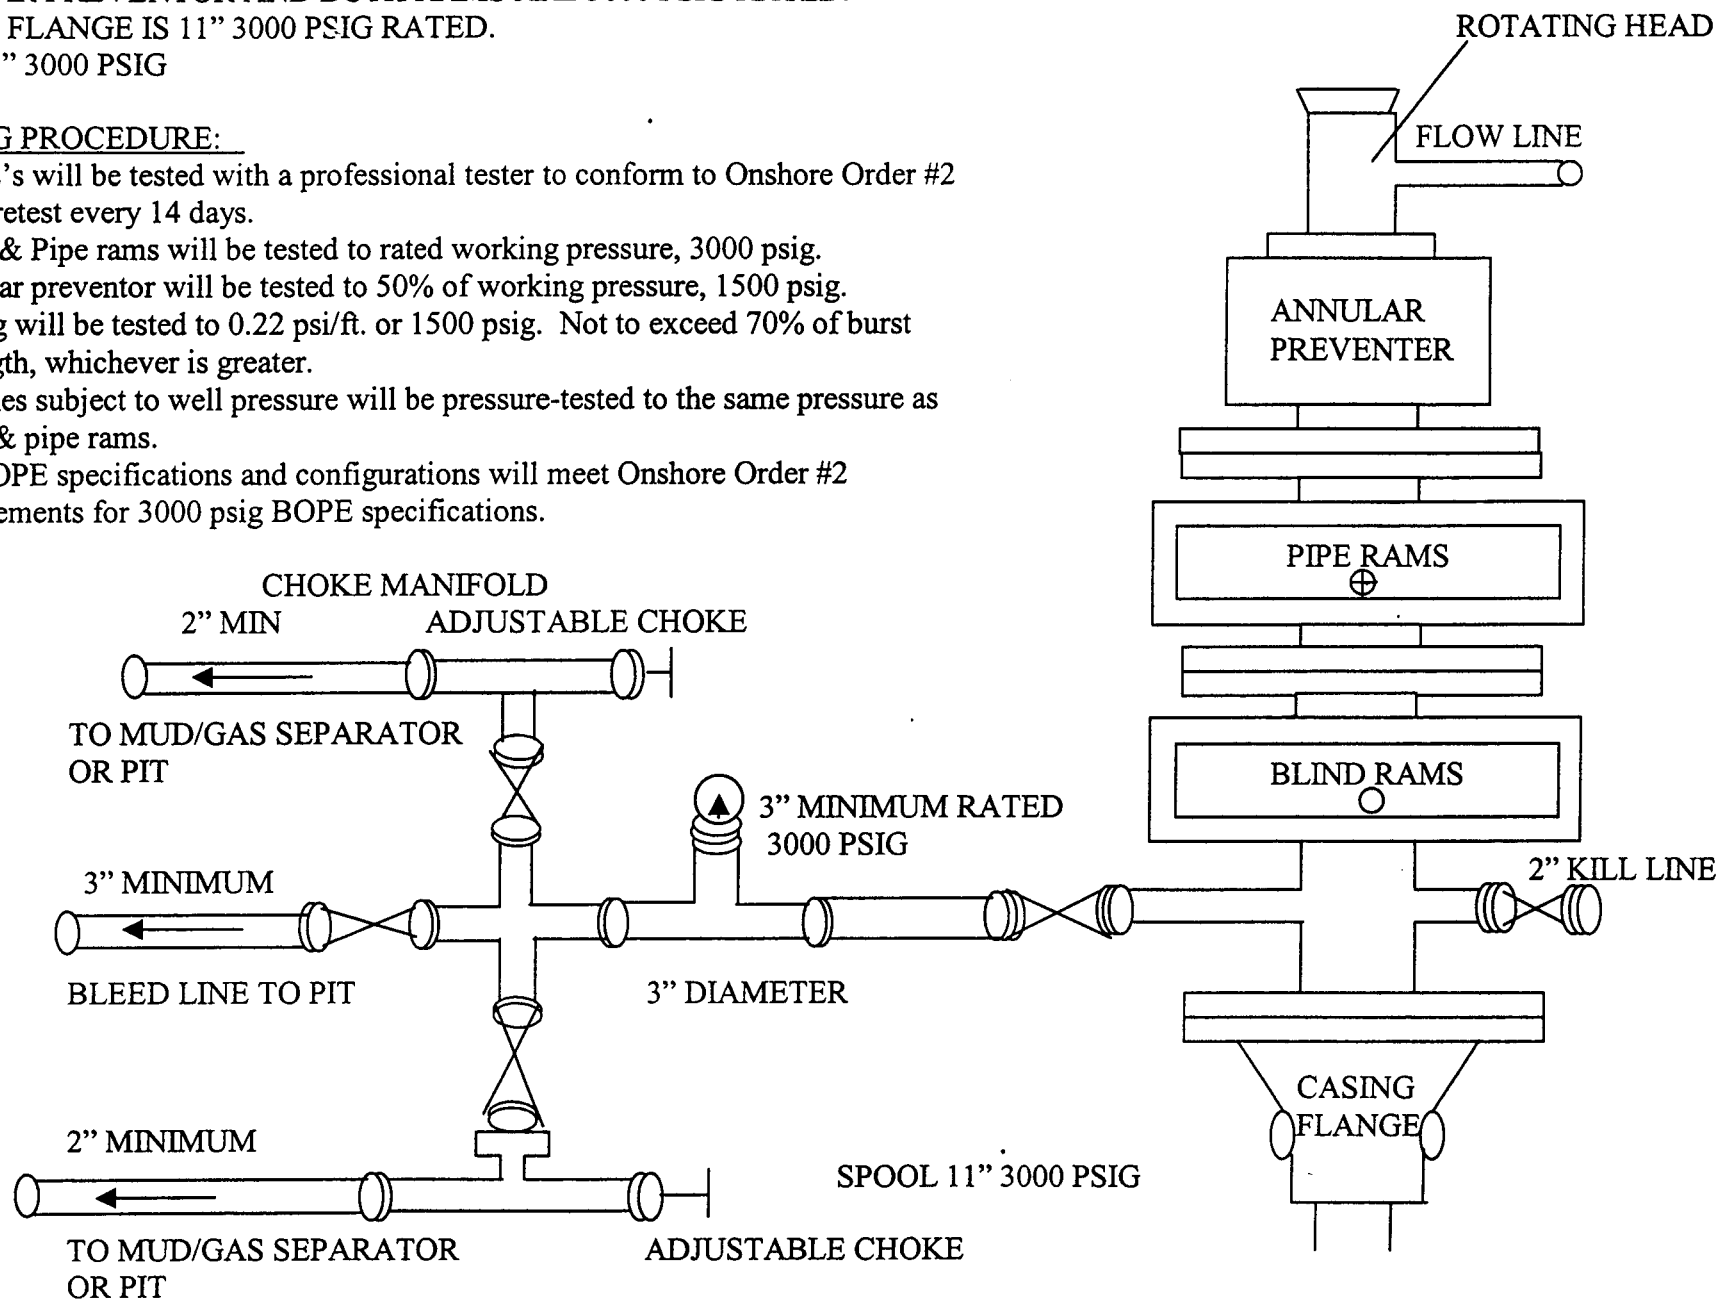 FLANGE IS 11” 3000 PSIG RATED.
” 3000 PSIG
G PROCEDURE:
’s will be tested with a professional tester to conform to Onshore Order #2
retest every 14 days.
& Pipe rams will be tested to rated working pressure, 3000 psig.
ar preventor will be tested to 50% of working pressure, 1500 psig.
g will be tested to 0.22 psi/ft. or 1500 psig. Not to exceed 70% of burst
gth, whichever is greater.
es subject to well pressure will be pressure-tested to the same pressure as
& pipe rams.
OPE specifications and configurations will meet Onshore Order #2
ements for 3000 psig BOPE specifications.
ROTATING HEAD
FLOW LINE
ANNULAR
PREVENTER
PIPE RAMS
BLIND RAMS
2” KILL LINE
CASING
FLANGE
SPOOL 11” 3000 PSIG
CHOKE MANIFOLD
2” MIN
ADJUSTABLE CHOKE
TO MUD/GAS SEPARATOR
OR PIT
3” MINIMUM RATED
3000 PSIG
3” MINIMUM
BLEED LINE TO PIT
3” DIAMETER
2” MINIMUM
TO MUD/GAS SEPARATOR
OR PIT
ADJUSTABLE CHOKE